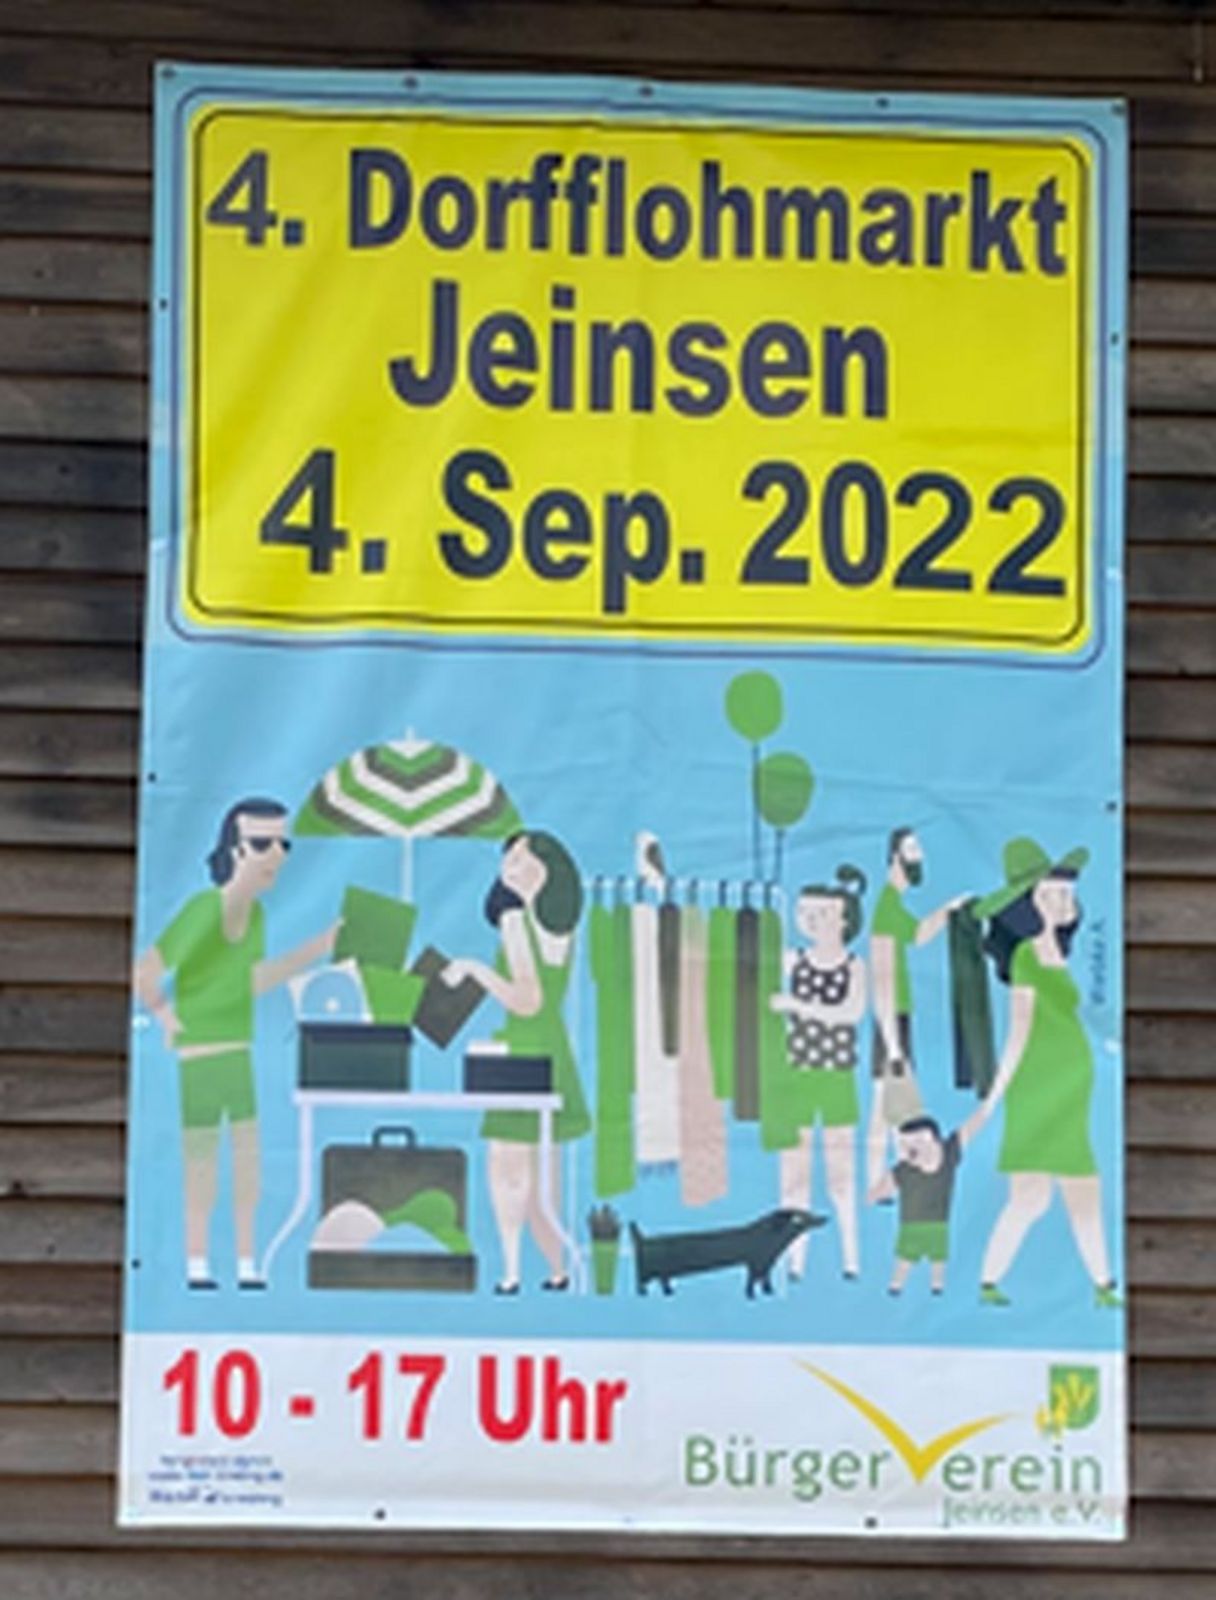 4. Dorfflohmarkt
Jeinsen
4. Sep. 2022
10 - 17 Uhr
BürgerVerein
Jeinsen e.V.